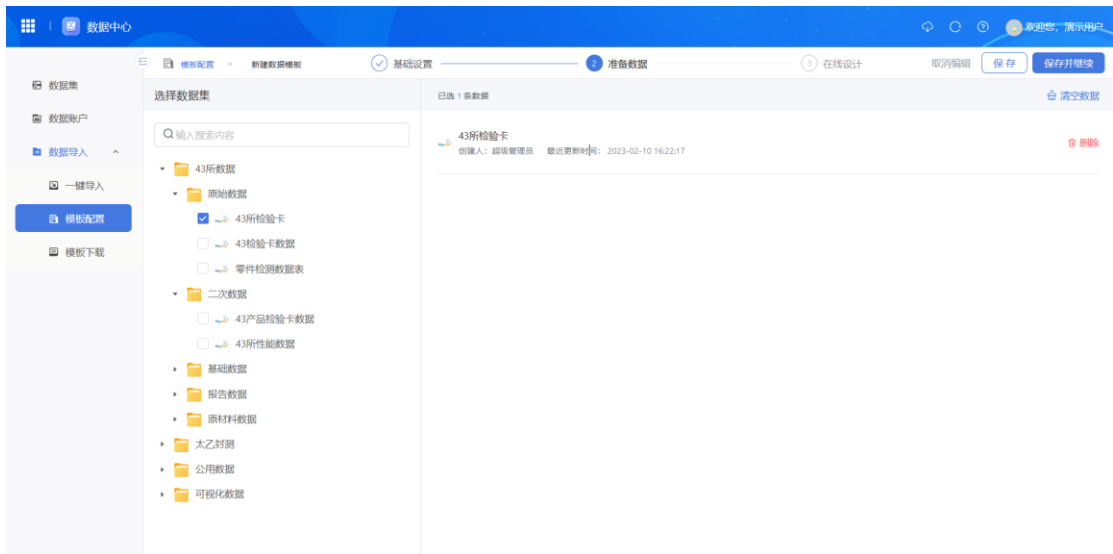 数据中心
欢迎您，演示用户
模板配置
新建数据模板
基础设置
2 准备数据
3 在线设计
取消编辑
保存
保存并继续
数据集
数据账户
数据导入
一键导入
模板配置
模板下载
选择数据集
输入搜索内容
43所数据
原始数据
43所检验卡
43检验卡数据
零件检测数据表
二次数据
43产品检验卡数据
43所性能数据
基础数据
报告数据
原材料数据
太乙封测
公用数据
可视化数据
已选 1 条数据
清空数据
43所检验卡
创建人：超级管理员 最近更新时间：2023-02-10 16:22:17
删除